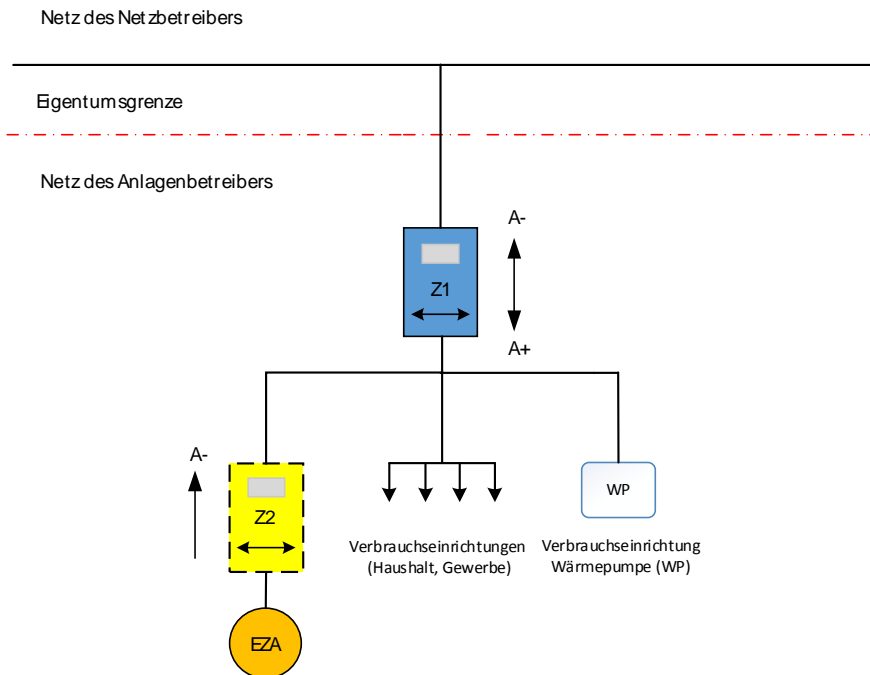 Netz des Netzbetreibers
Eigentumsgrenze
Netz des Anlagenbetreibers
A-
Z1
A+
A-
Z2
WP
Verbrauchseinrichtungen
(Haushalt, Gewerbe)
Verbrauchseinrichtung
Wärmepumpe (WP)
EZA